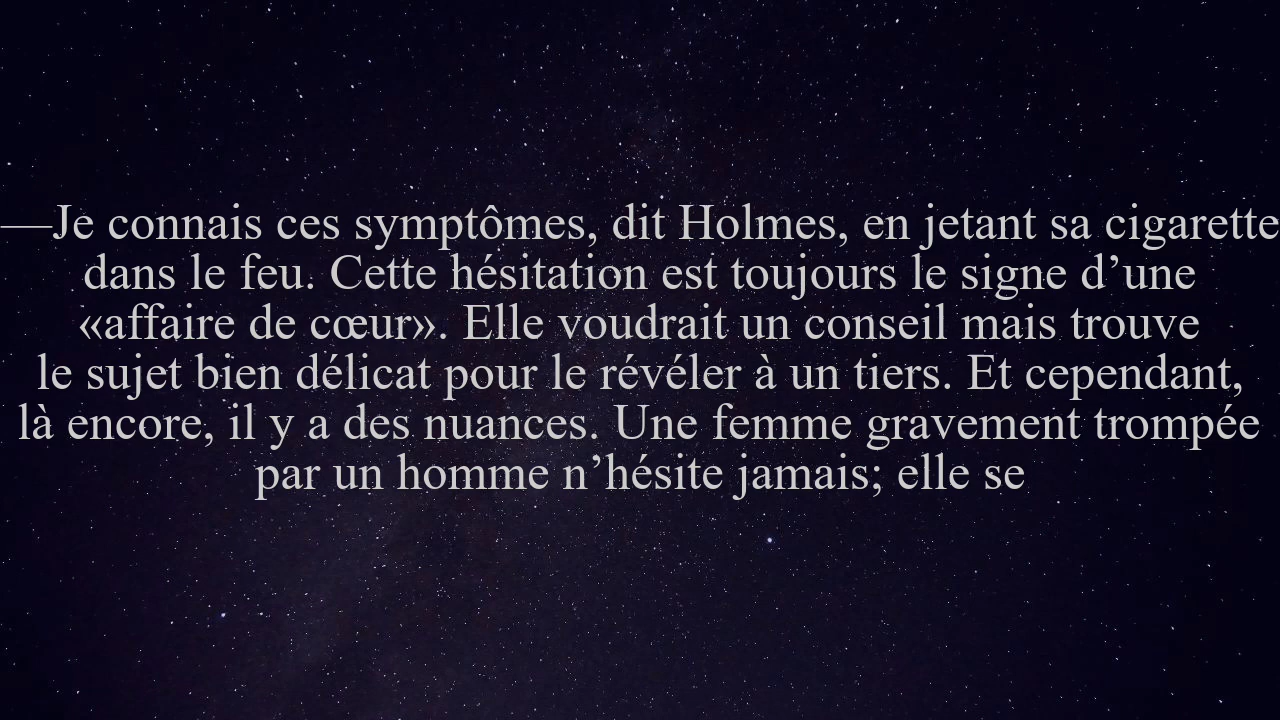 —Je connais ces symptômes, dit Holmes, en jetant sa cigarette
dans le feu. Cette hésitation est toujours le signe d’une
«affaire de cœur». Elle voudrait un conseil mais trouve
le sujet bien délicat pour le révéler à un tiers. Et cependant,
là encore, il y a des nuances. Une femme gravement trompée
par un homme n’hésite jamais; elle se